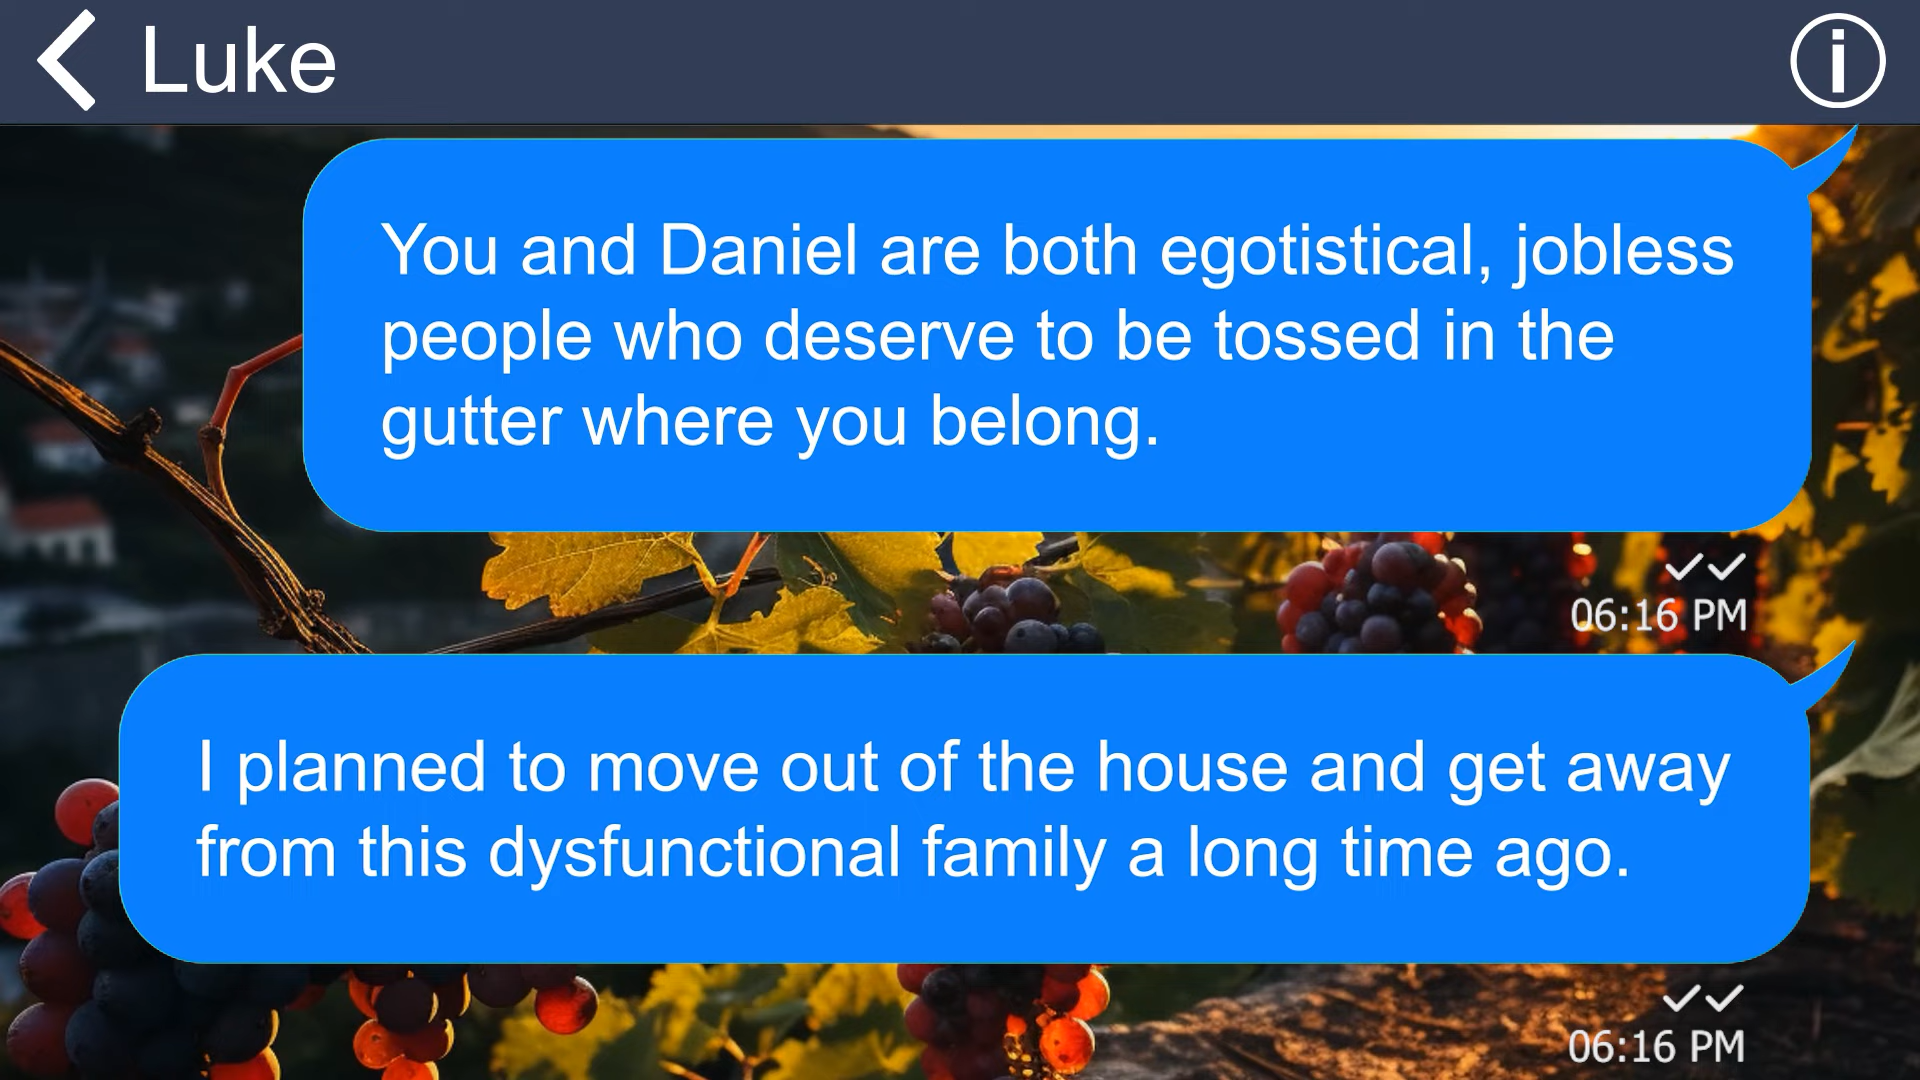 Luke
You and Daniel are both egotistical, jobless
people who deserve to be tossed in the
gutter where you belong.
06:16 PM
I planned to move out of the house and get away
from this dysfunctional family a long time ago.
06:16 PM